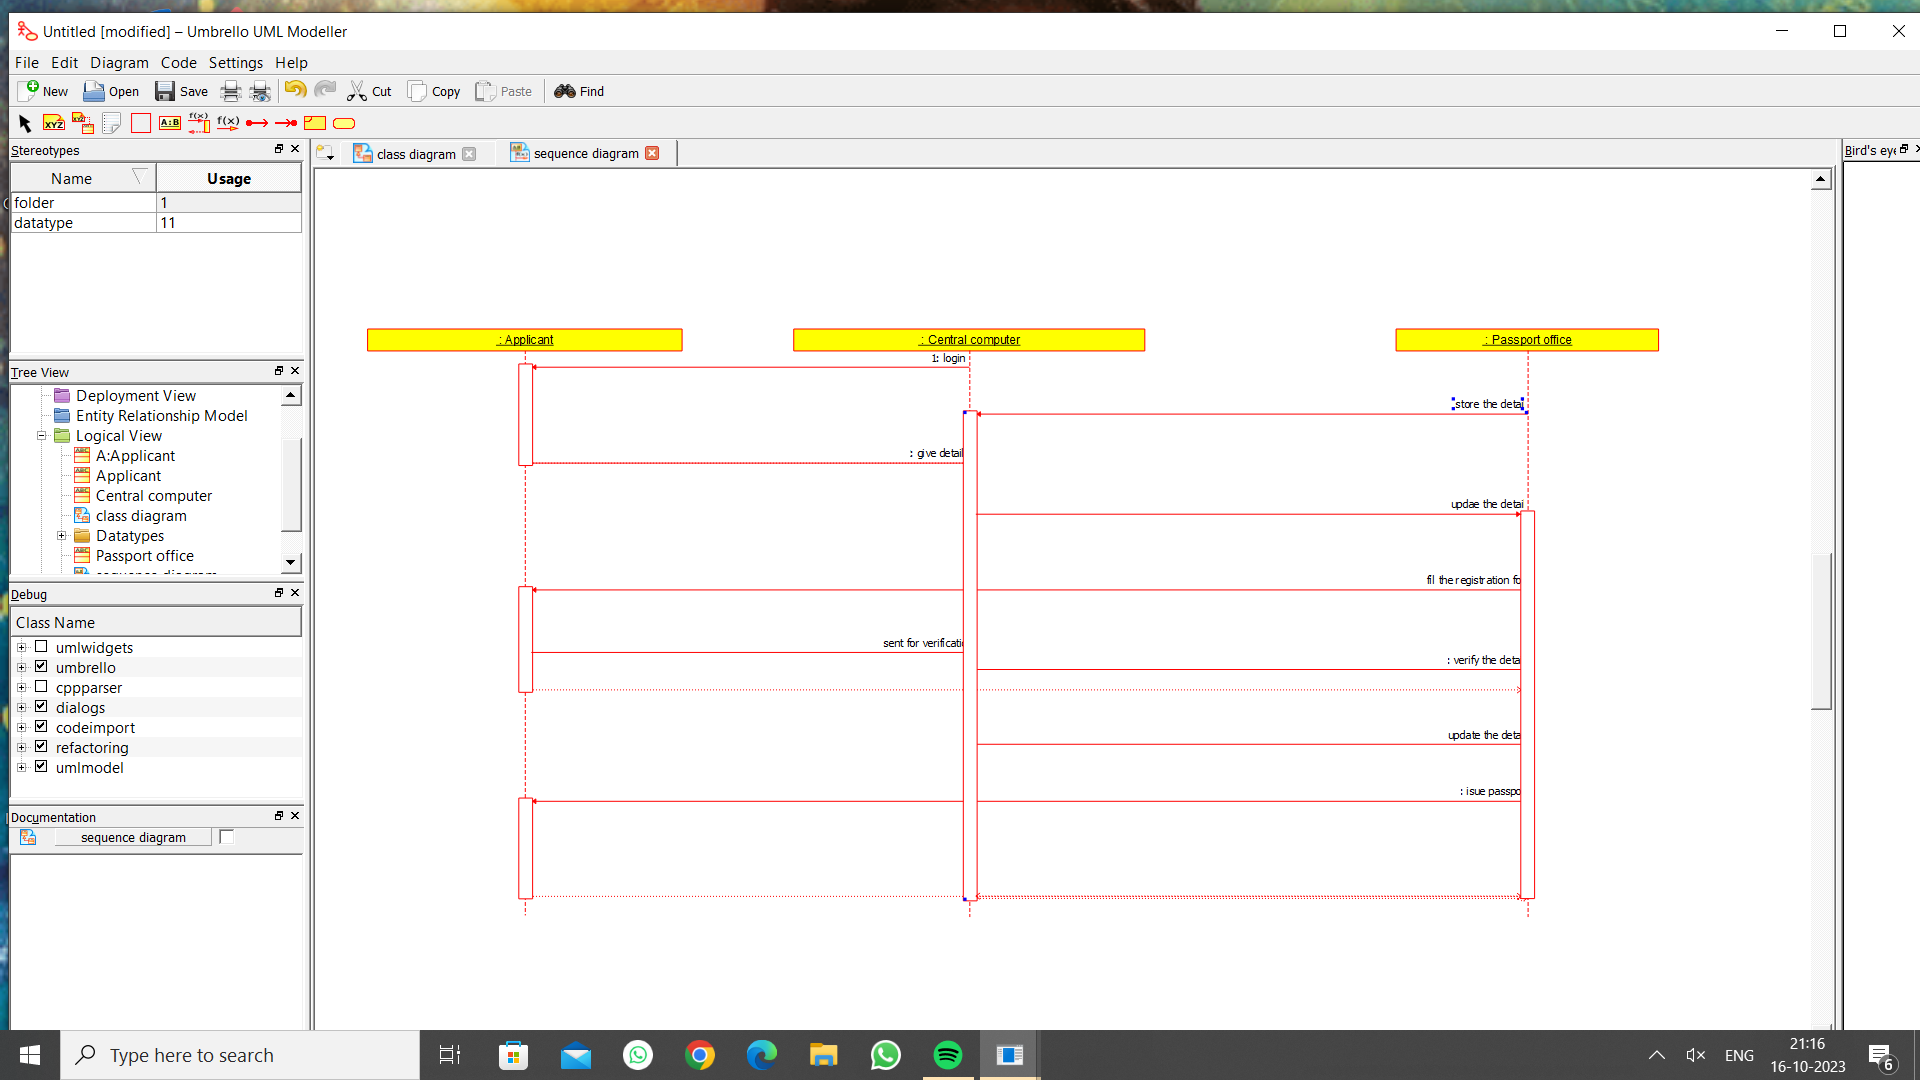 Untitled [modified] – Umbrello UML Modeller
File Edit Diagram Code Settings Help
New Open Save Cut Copy Paste Find
XYZ XYZ A:B f(x) f(x)
Stereotypes
class diagram sequence diagram
Bird's eye
Name Usage
folder 1
datatype 11
: Applicant : Central computer : Passport office
1: login
Tree View
Deployment View
store the detai
Entity Relationship Model
Logical View
A:Applicant
: give detail
Applicant
Central computer
updae the detai
class diagram
Datatypes
Passport office
sequence diagram
fil the registration fo
Debug
Class Name
umlwidgets
sent for verificatio
: verify the deta
umbrello
cppparser
dialogs
codeimport
update the deta
refactoring
umlmodel
: isue passpo
Documentation
sequence diagram
Type here to search
ENG
21:16
16-10-2023
6